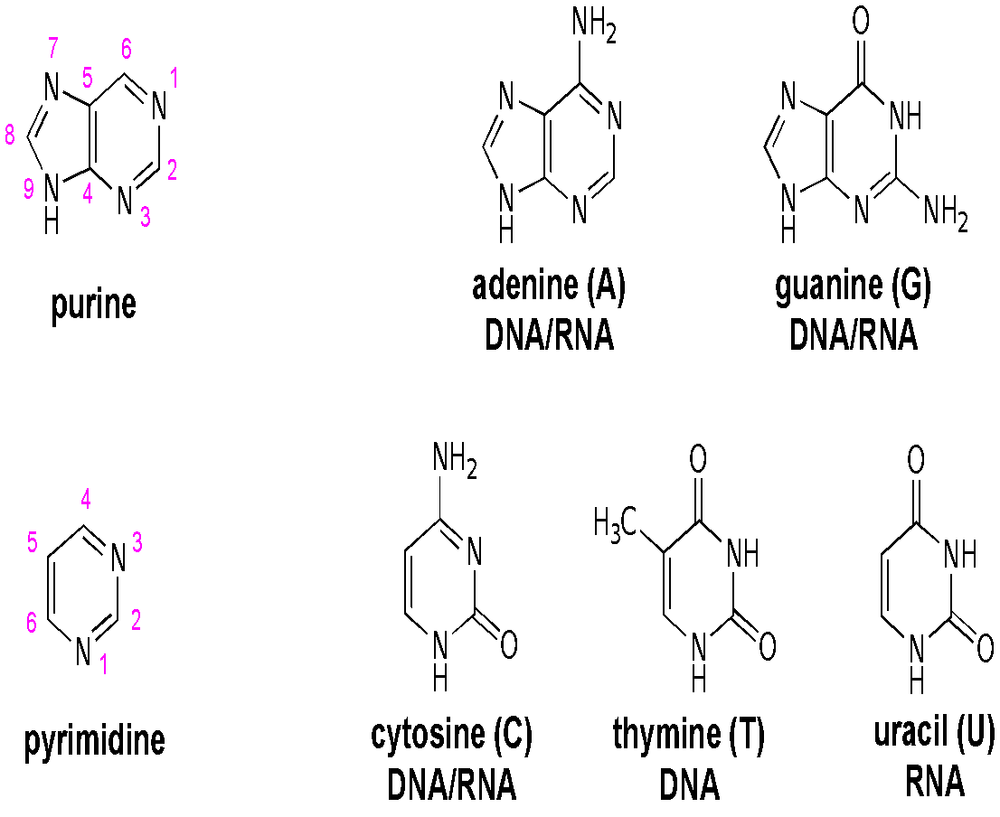 7
6
5
N
1
N
8
9
N
H
4
N
3
2
purine
NH2
N
N
N
H
N
adenine (A)
DNA/RNA
O
N
NH
N
H
N
NH2
guanine (G)
DNA/RNA
4
5
3
N
6
2
N
1
pyrimidine
NH2
N
N
H
O
cytosine (C)
DNA/RNA
O
H3C
NH
N
H
O
thymine (T)
DNA
O
NH
N
H
O
uracil (U)
RNA